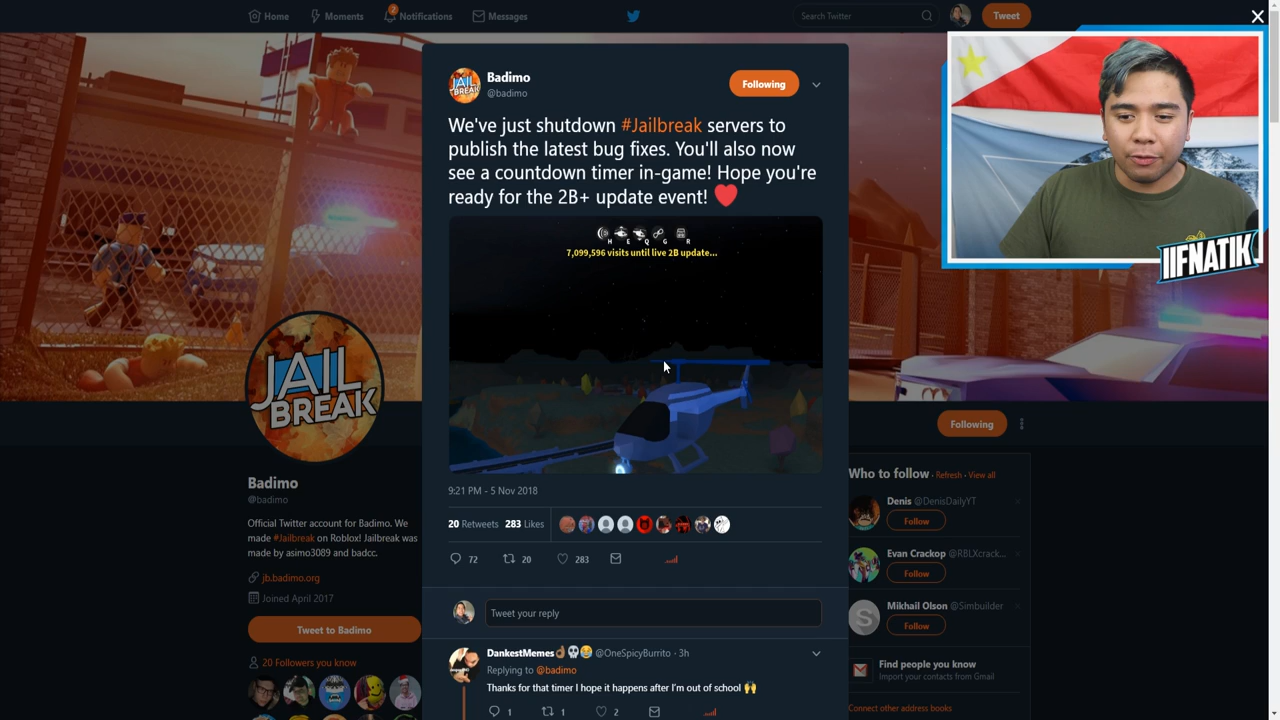 Home
Moments
2
Notifications
Messages
Search Twitter
Tweet
Badimo
@badimo
Following
We've just shutdown #Jailbreak servers to
publish the latest bug fixes. You'll also now
see a countdown timer in-game! Hope you're
ready for the 2B+ update event! ❤️
H E Q G R
7,099,596 visits until live 2B update...
9:21 PM - 5 Nov 2018
20 Retweets 283 Likes
72 20 283
Tweet your reply
DankestMemes👌🏾💀😂 @OneSpicyBurrito · 3h
Replying to @badimo
Thanks for that timer I hope it happens after I'm out of school 🙌
1 1 2
IIFNATIK
JAIL
BREAK
JAIL
BREAK
Badimo
@badimo
Official Twitter account for Badimo. We
made #Jailbreak on Roblox! Jailbreak was
made by asimo3089 and badcc.
jb.badimo.org
Joined April 2017
Tweet to Badimo
20 Followers you know
Following
Who to follow · Refresh · View all
Denis @DenisDailyYT
Follow
Evan Crackop @RBLXcrack...
Follow
Mikhail Olson @Simbuilder
Follow
S
Find people you know
Import your contacts from Gmail
Connect other address books